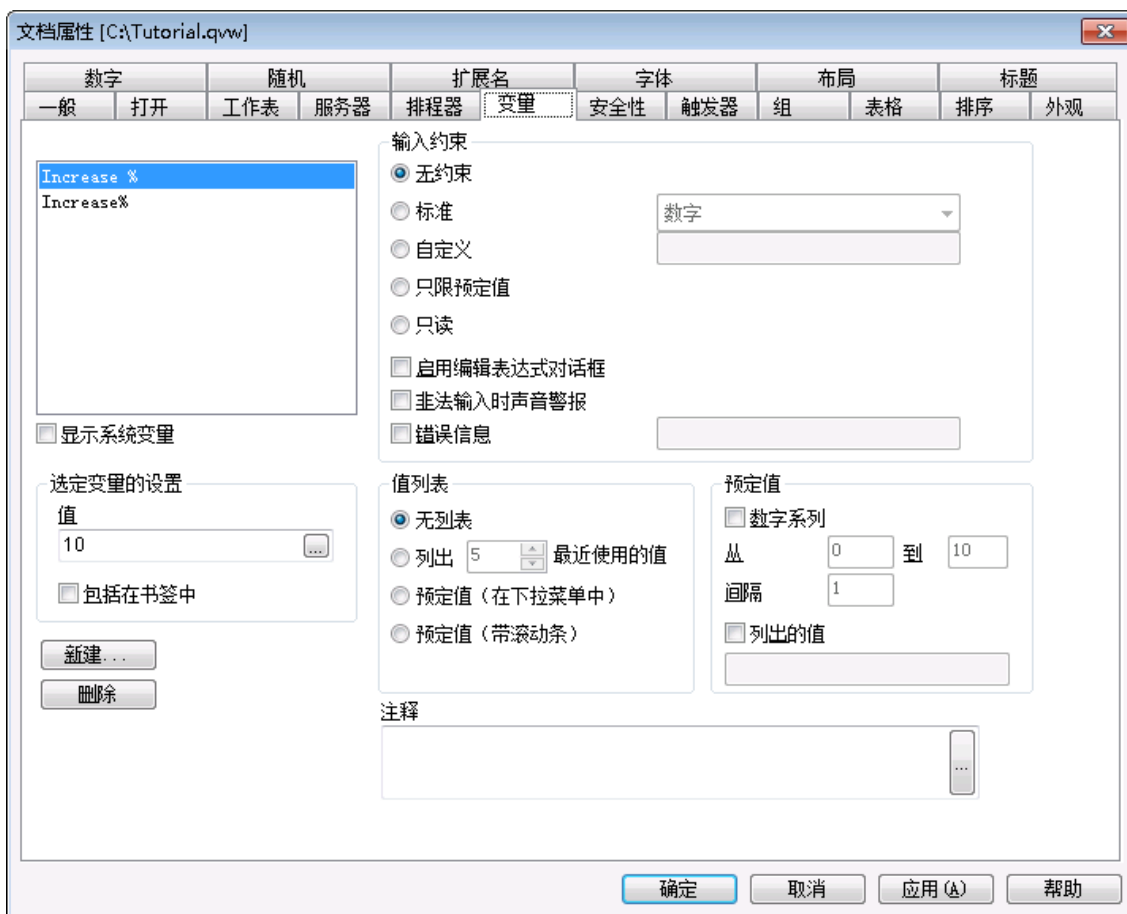 文档属性 [C:\Tutorial.qvw]
数字 随机 扩展名 字体 布局 标题
一般 打开 工作表 服务器 排程器 变量 安全性 触发器 组 表格 排序 外观
Increase %
Increase%
显示系统变量
选定变量的设置
值
10
...
包括在书签中
新建...
删除
输入约束
无约束
标准 数字
自定义
只限预定值
只读
启用编辑表达式对话框
非法输入时声音警报
错误信息
值列表
无列表
列出 5 最近使用的值
预定值（在下拉菜单中）
预定值（带滚动条）
预定值
数字系列
从 0 到 10
间隔 1
列出的值
注释
...
确定 取消 应用(A) 帮助